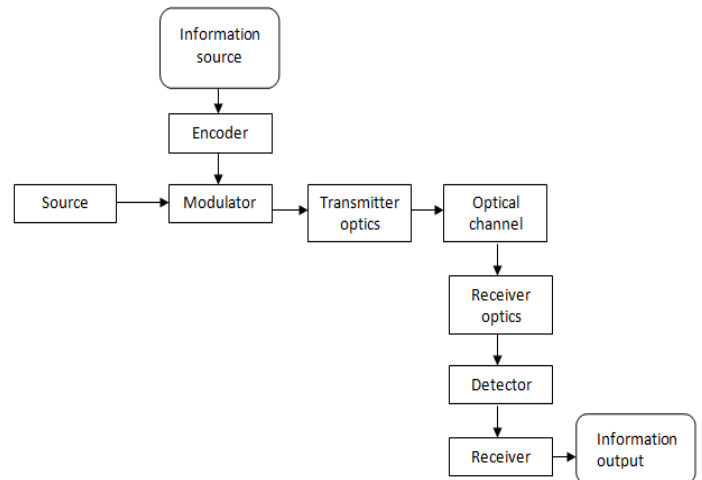 Information
source
Encoder
Source
Modulator
Transmitter
optics
Optical
channel
Receiver
optics
Detector
Receiver
Information
output